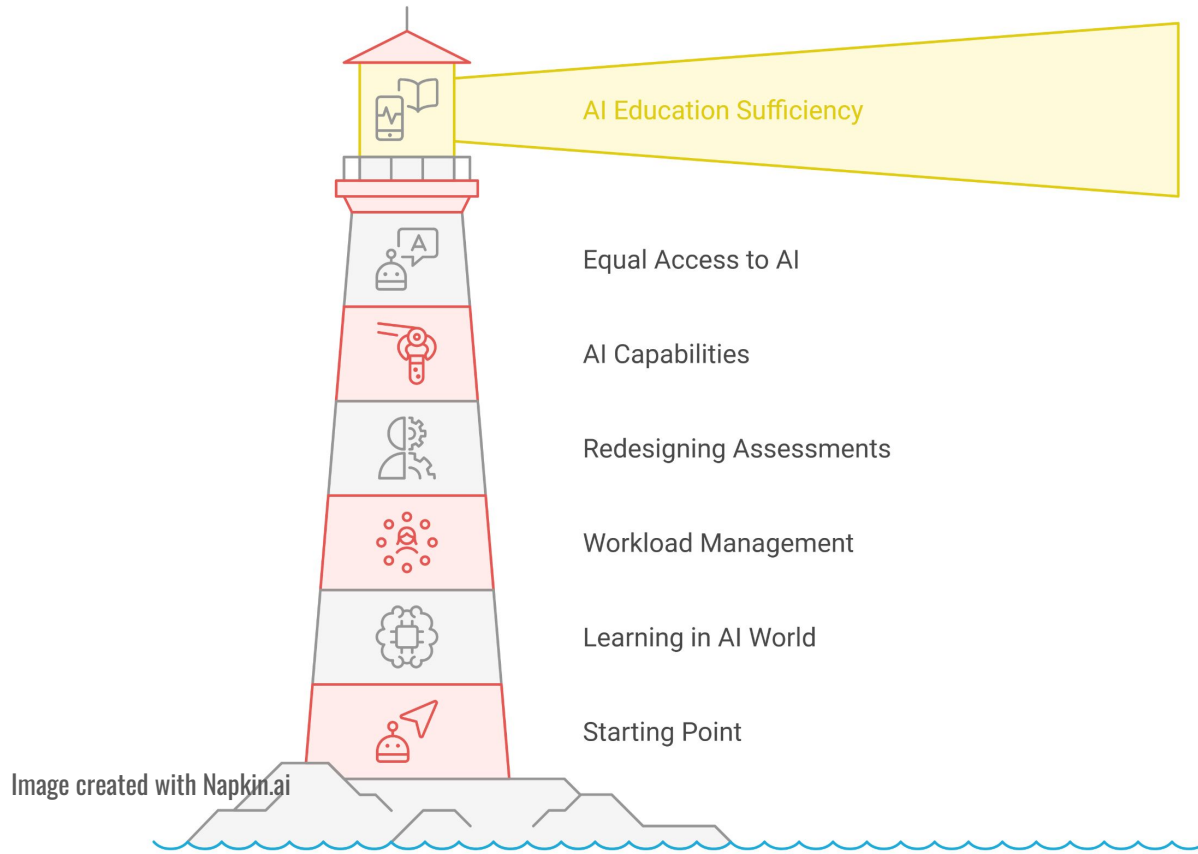 AI Education Sufficiency
A
Equal Access to AI
AI Capabilities
Redesigning Assessments
Workload Management
Learning in AI World
Starting Point
Image created with Napkin.ai